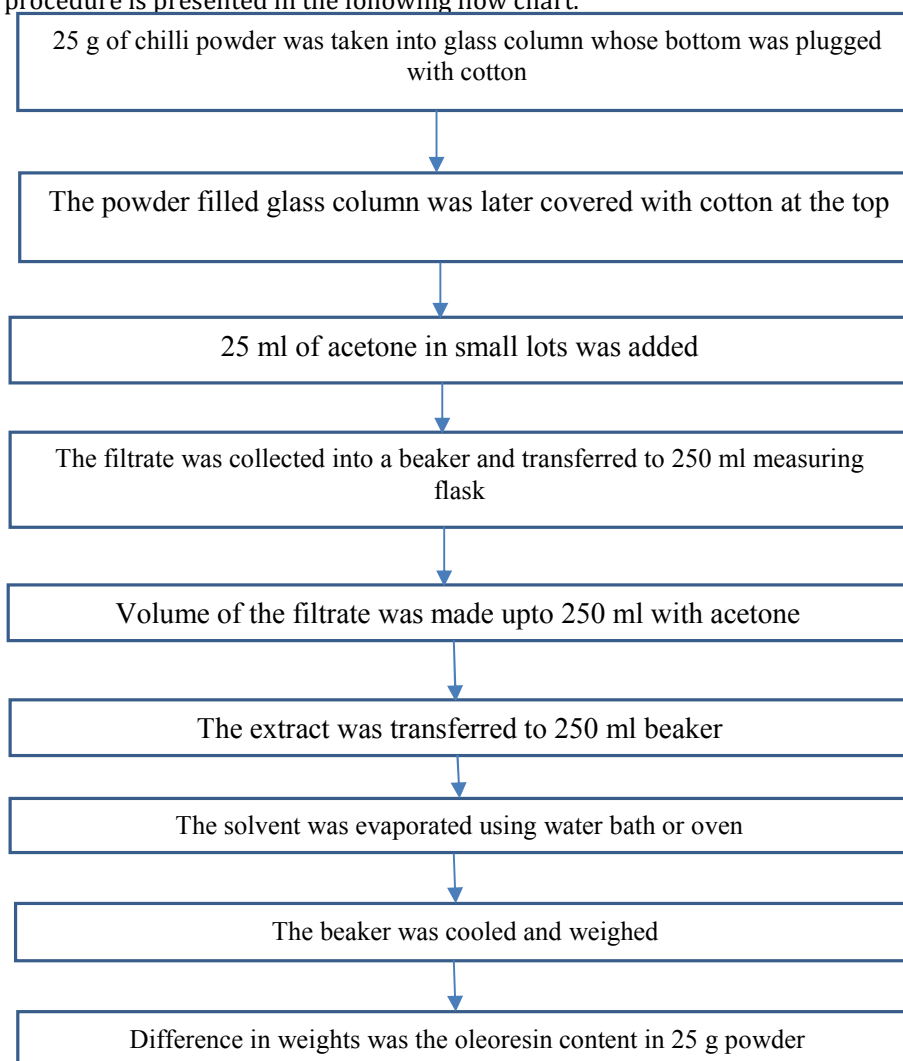 procedure is presented in the following flow chart.
25 g of chilli powder was taken into glass column whose bottom was plugged
with cotton
The powder filled glass column was later covered with cotton at the top
25 ml of acetone in small lots was added
The filtrate was collected into a beaker and transferred to 250 ml measuring
flask
Volume of the filtrate was made upto 250 ml with acetone
The extract was transferred to 250 ml beaker
The solvent was evaporated using water bath or oven
The beaker was cooled and weighed
Difference in weights was the oleoresin content in 25 g powder